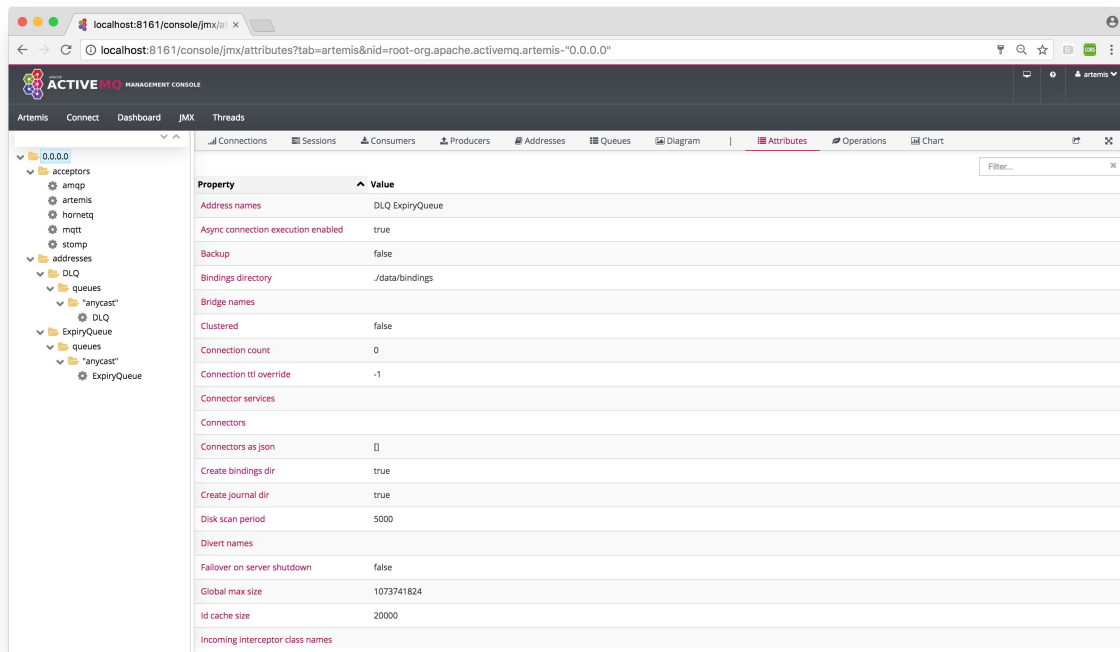 localhost:8161/console/jmx/at ×
localhost:8161/console/jmx/attributes?tab=artemis&nid=root-org.apache.activemq.artemis-"0.0.0.0"
CORS
ACTIVEMQ MANAGEMENT CONSOLE
artemis
Artemis Connect Dashboard JMX Threads
Connections Sessions Consumers Producers Addresses Queues Diagram | Attributes Operations Chart
Filter...
0.0.0.0
acceptors
amqp
artemis
hornetq
mqtt
stomp
addresses
DLQ
queues
"anycast"
DLQ
ExpiryQueue
queues
"anycast"
ExpiryQueue
Property Value
Address names DLQ ExpiryQueue
Async connection execution enabled true
Backup false
Bindings directory ./data/bindings
Bridge names
Clustered false
Connection count 0
Connection ttl override -1
Connector services
Connectors
Connectors as json []
Create bindings dir true
Create journal dir true
Disk scan period 5000
Divert names
Failover on server shutdown false
Global max size 1073741824
Id cache size 20000
Incoming interceptor class names